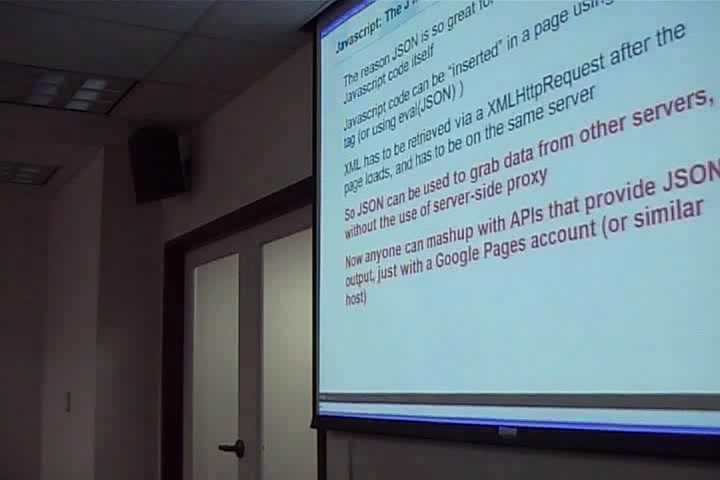 Javascript: The
The reason JSON is so great for
Javascript code itself
Javascript code can be "inserted" in a page using
tag (or using eval(JSON) )
XML has to be retrieved via a XMLHttpRequest after the
page loads, and has to be on the same server
So JSON can be used to grab data from other servers,
without the use of server-side proxy
Now anyone can mashup with APIs that provide JSON
output, just with a Google Pages account (or similar
host)